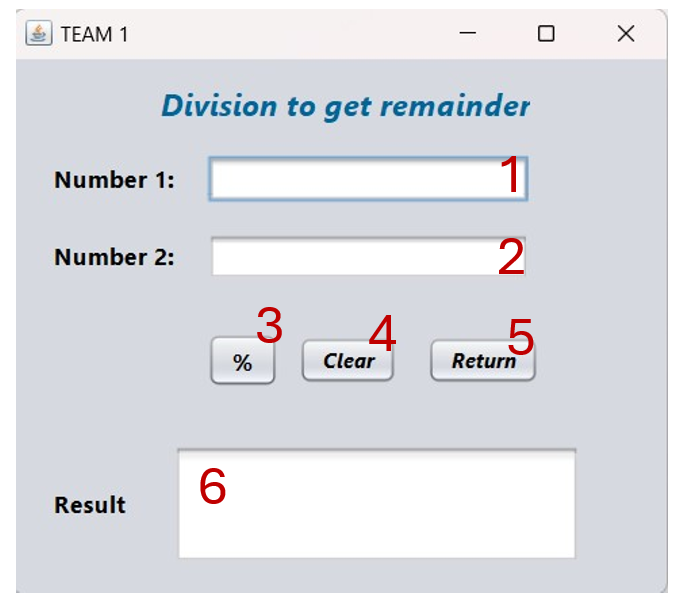 TEAM 1
Division to get remainder
Number 1: 1
Number 2: 2
3 4 5
% Clear Return
6
Result